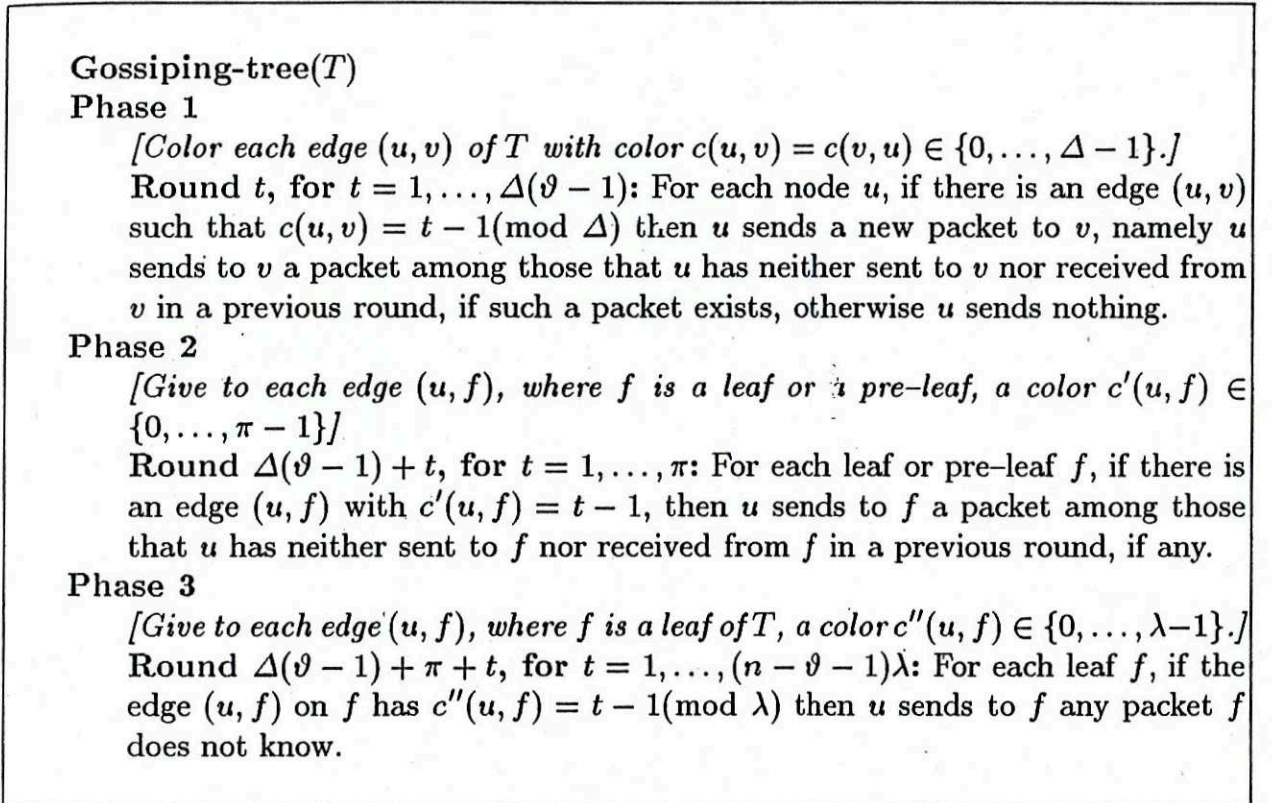 Gossiping-tree(T)
Phase 1
[Color each edge (u, v) of T with color c(u, v) = c(v, u) ∈ {0, . . . , Δ − 1}.]
Round t, for t = 1, . . . , Δ(ϑ − 1): For each node u, if there is an edge (u, v)
such that c(u, v) = t − 1(mod Δ) then u sends a new packet to v, namely u
sends to v a packet among those that u has neither sent to v nor received from
v in a previous round, if such a packet exists, otherwise u sends nothing.
Phase 2
[Give to each edge (u, f), where f is a leaf or a pre–leaf, a color c′(u, f) ∈
{0, . . . , π − 1}]
Round Δ(ϑ − 1) + t, for t = 1, . . . , π: For each leaf or pre–leaf f, if there is
an edge (u, f) with c′(u, f) = t − 1, then u sends to f a packet among those
that u has neither sent to f nor received from f in a previous round, if any.
Phase 3
[Give to each edge (u, f), where f is a leaf of T, a color c″(u, f) ∈ {0, . . . , λ−1}.]
Round Δ(ϑ − 1) + π + t, for t = 1, . . . , (n − ϑ − 1)λ: For each leaf f, if the
edge (u, f) on f has c″(u, f) = t − 1(mod λ) then u sends to f any packet f
does not know.